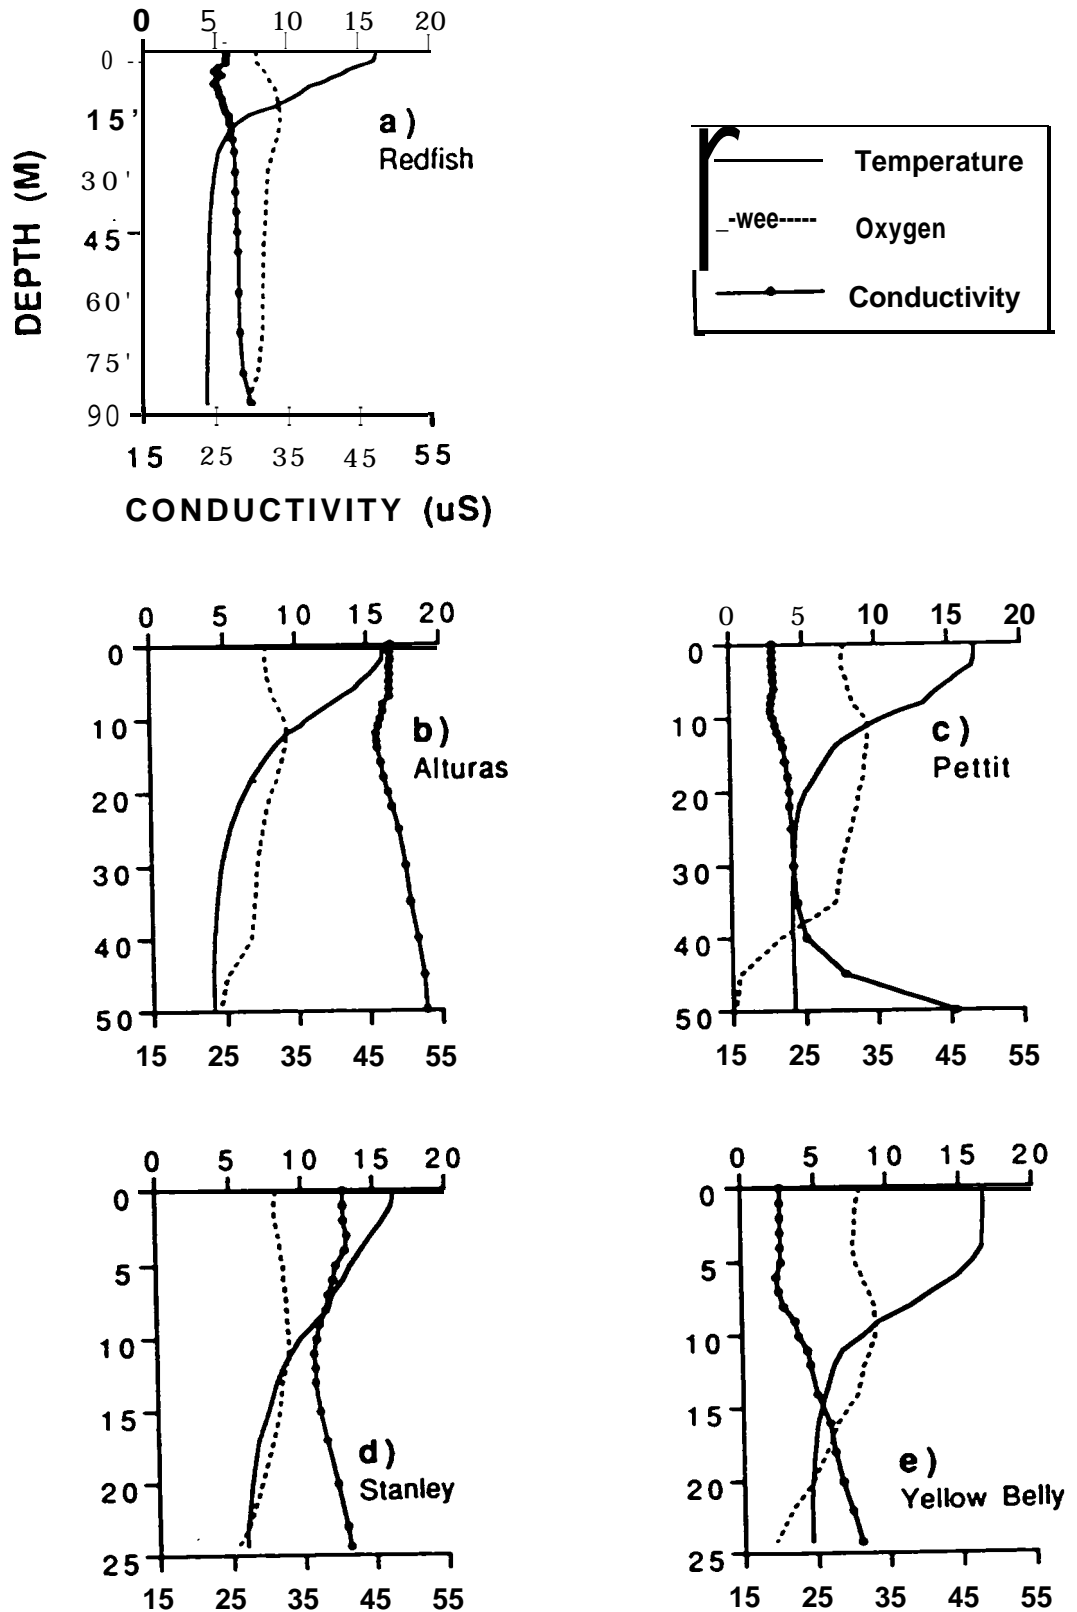 0 5 10 15 20
0
15'
30'
45
60'
75'
90
DEPTH (M)
a)
Redfish
15 25 35 45 55
CONDUCTIVITY (uS)
Temperature
_-wee----- Oxygen
Conductivity
0 5 10 15 20
0
10
20
30
40
50
b)
Alturas
15 25 35 45 55
0 5 10 15 20
0
10
20
30
40
50
c)
Pettit
15 25 35 45 55
0 5 10 15 20
0
5
10
15
20
25
d)
Stanley
15 25 35 45 55
0 5 10 15 20
0
5
10
15
20
25
e)
Yellow Belly
15 25 35 45 55